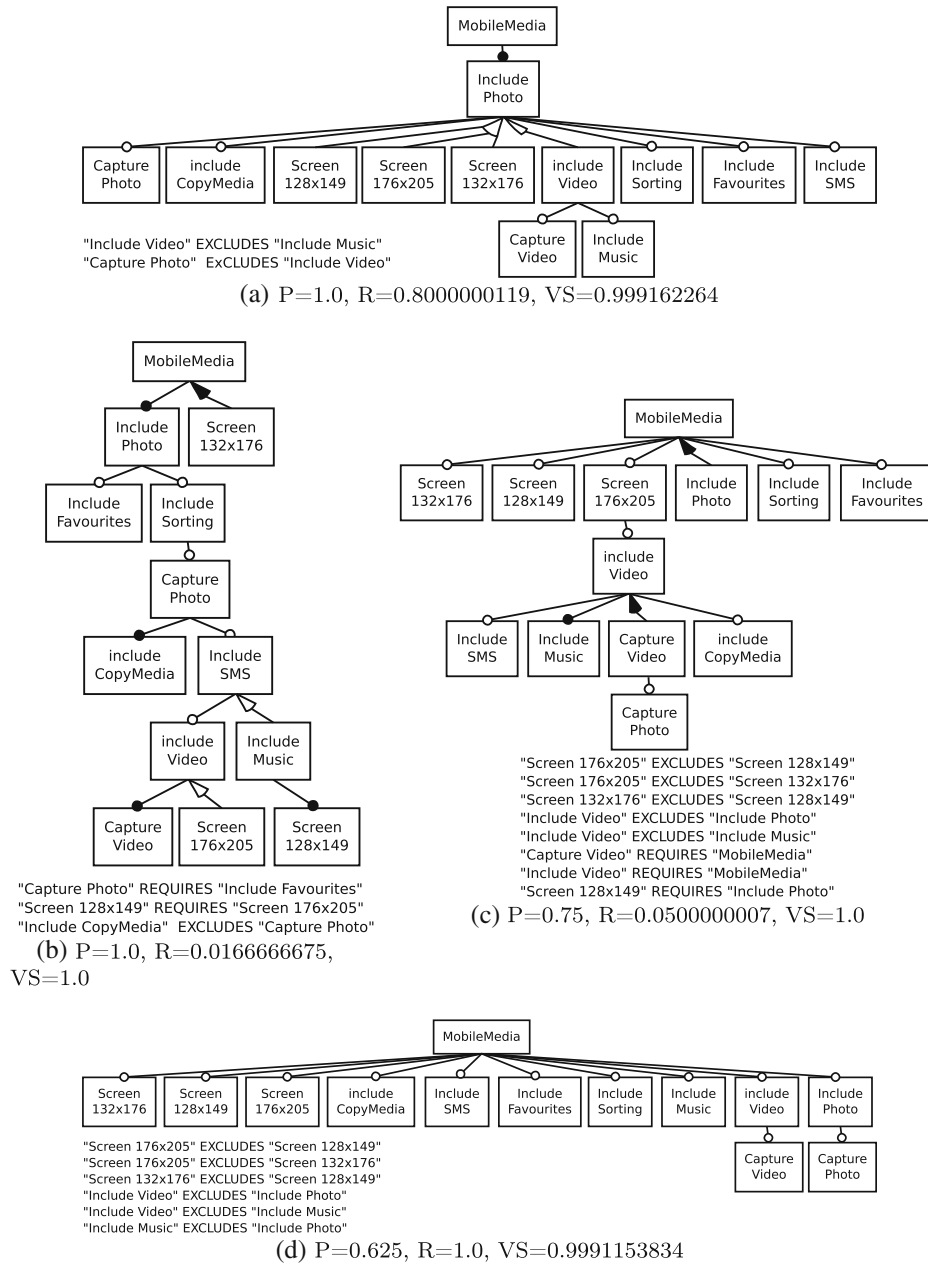 MobileMedia
Include
Photo
Capture
Photo
include
CopyMedia
Screen
128x149
Screen
176x205
Screen
132x176
include
Video
Include
Sorting
Include
Favourites
Include
SMS
Capture
Video
Include
Music
"Include Video" EXCLUDES "Include Music"
"Capture Photo" ExCLUDES "Include Video"
(a) P=1.0, R=0.8000000119, VS=0.999162264
MobileMedia
Include
Photo
Screen
132x176
Include
Favourites
Include
Sorting
Capture
Photo
include
CopyMedia
Include
SMS
include
Video
Include
Music
Capture
Video
Screen
176x205
Screen
128x149
"Capture Photo" REQUIRES "Include Favourites"
"Screen 128x149" REQUIRES "Screen 176x205"
"Include CopyMedia" EXCLUDES "Capture Photo"
(b) P=1.0, R=0.0166666675,
VS=1.0
MobileMedia
Screen
132x176
Screen
128x149
Screen
176x205
Include
Photo
Include
Sorting
Include
Favourites
include
Video
Include
SMS
Include
Music
Capture
Video
include
CopyMedia
Capture
Photo
"Screen 176x205" EXCLUDES "Screen 128x149"
"Screen 176x205" EXCLUDES "Screen 132x176"
"Screen 132x176" EXCLUDES "Screen 128x149"
"Include Video" EXCLUDES "Include Photo"
"Include Video" EXCLUDES "Include Music"
"Capture Video" REQUIRES "MobileMedia"
"Include Video" REQUIRES "MobileMedia"
"Screen 128x149" REQUIRES "Include Photo"
(c) P=0.75, R=0.0500000007, VS=1.0
MobileMedia
Screen
132x176
Screen
128x149
Screen
176x205
include
CopyMedia
Include
SMS
Include
Favourites
Include
Sorting
Include
Music
include
Video
Include
Photo
Capture
Video
Capture
Photo
"Screen 176x205" EXCLUDES "Screen 128x149"
"Screen 176x205" EXCLUDES "Screen 132x176"
"Screen 132x176" EXCLUDES "Screen 128x149"
"Include Video" EXCLUDES "Include Photo"
"Include Video" EXCLUDES "Include Music"
"Include Music" EXCLUDES "Include Photo"
(d) P=0.625, R=1.0, VS=0.9991153834